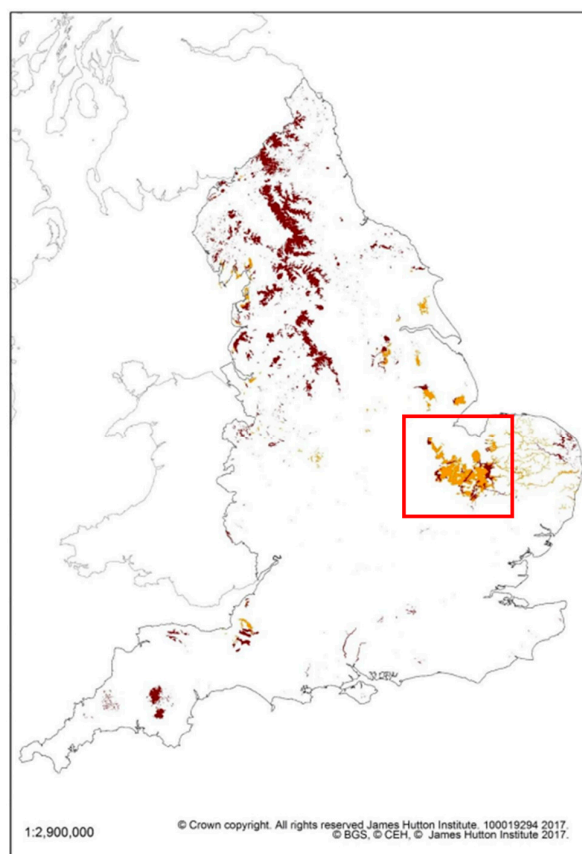 1:2,900,000
© Crown copyright. All rights reserved James Hutton Institute. 100019294 2017.
© BGS, © CEH, © James Hutton Institute 2017.